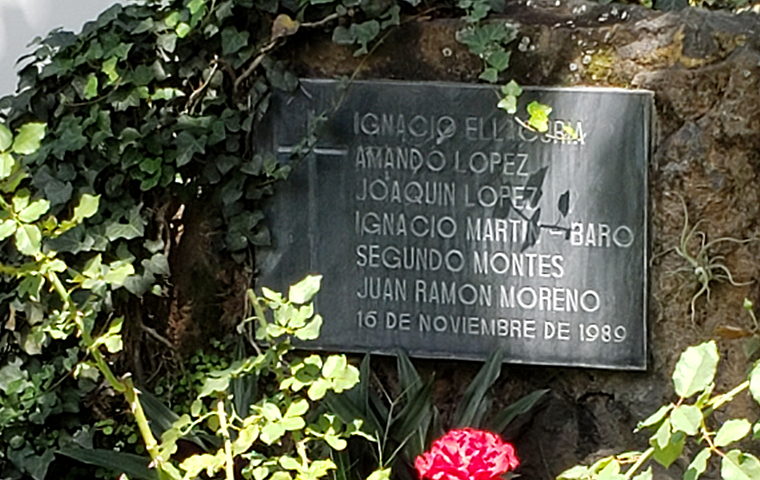 IGNACIO ELLACURIA
AMANDO LOPEZ
JOAQUIN LOPEZ
IGNACIO MARTIN - BARO
SEGUNDO MONTES
JUAN RAMON MORENO
16 DE NOVIEMBRE DE 1989